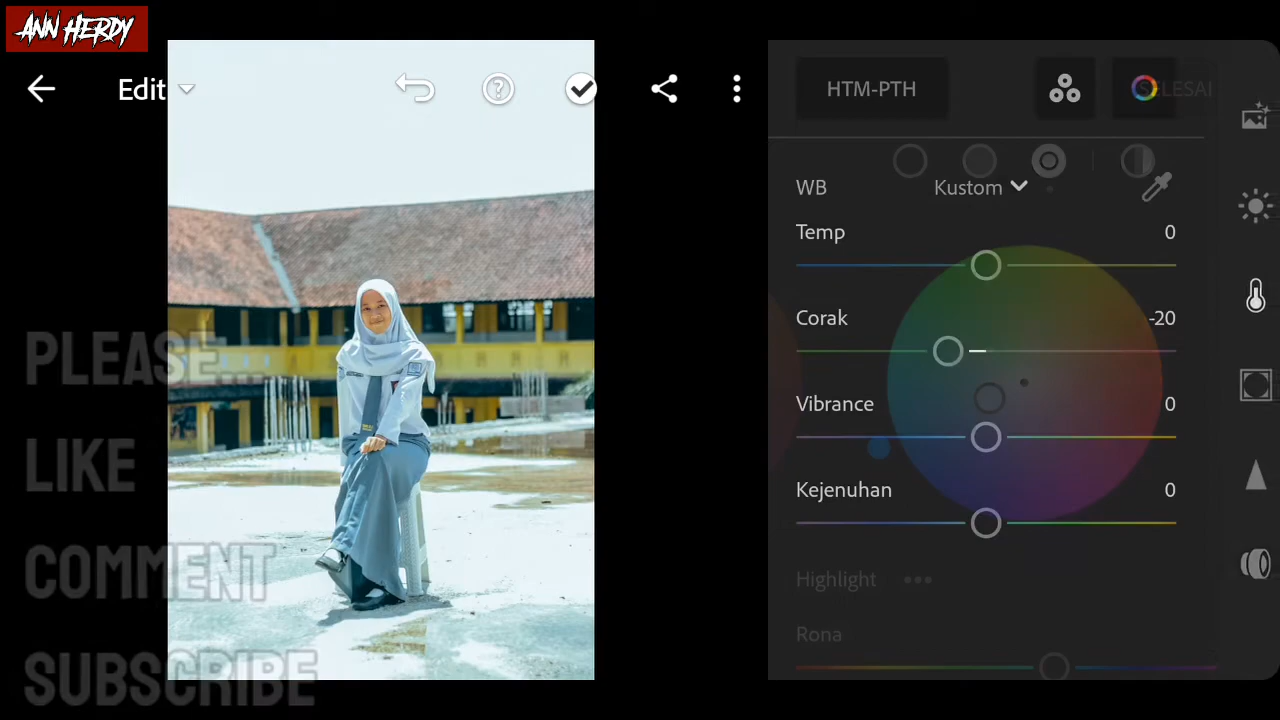 ANN HERDY
Edit
HTM-PTH
SELESAI
WB
Kustom
Temp
0
Corak
-20
Vibrance
0
Kejenuhan
0
Highlight
Rona
PLEASE...
LIKE
COMMENT
SUBSCRIBE